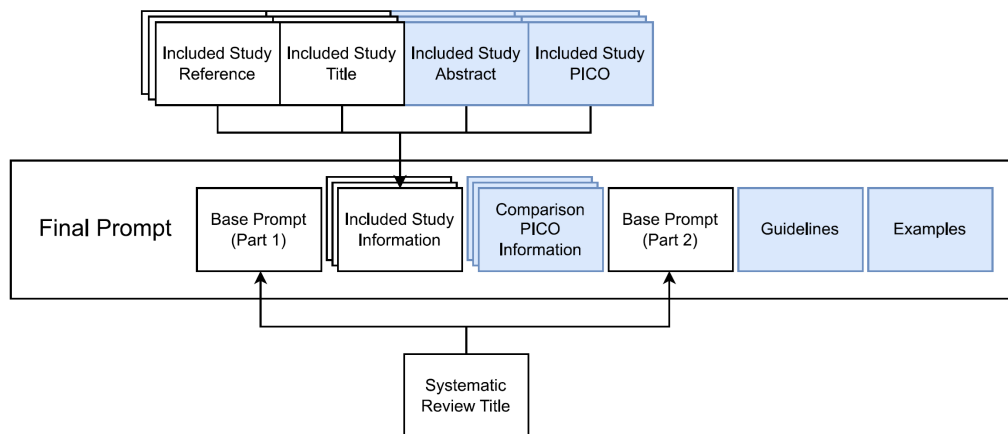 Included Study
Reference
Included Study
Title
Included Study
Abstract
Included Study
PICO
Final Prompt
Base Prompt
(Part 1)
Included Study
Information
Comparison
PICO
Information
Base Prompt
(Part 2)
Guidelines
Examples
Systematic
Review Title